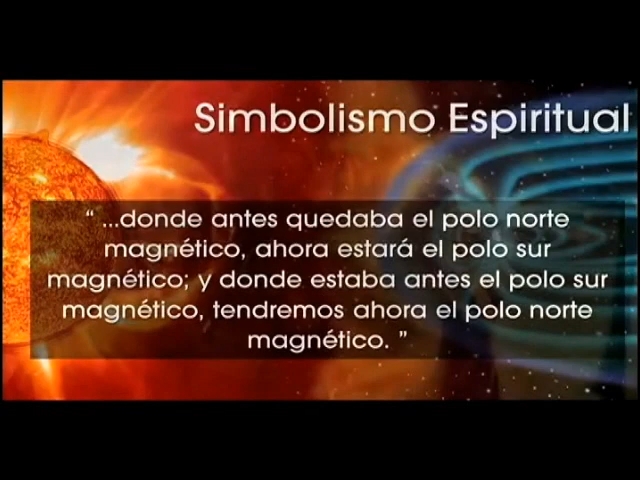 Simbolismo Espiritual
“ ...donde antes quedaba el polo norte
magnético, ahora estará el polo sur
magnético; y donde estaba antes el polo sur
magnético, tendremos ahora el polo norte
magnético. ”